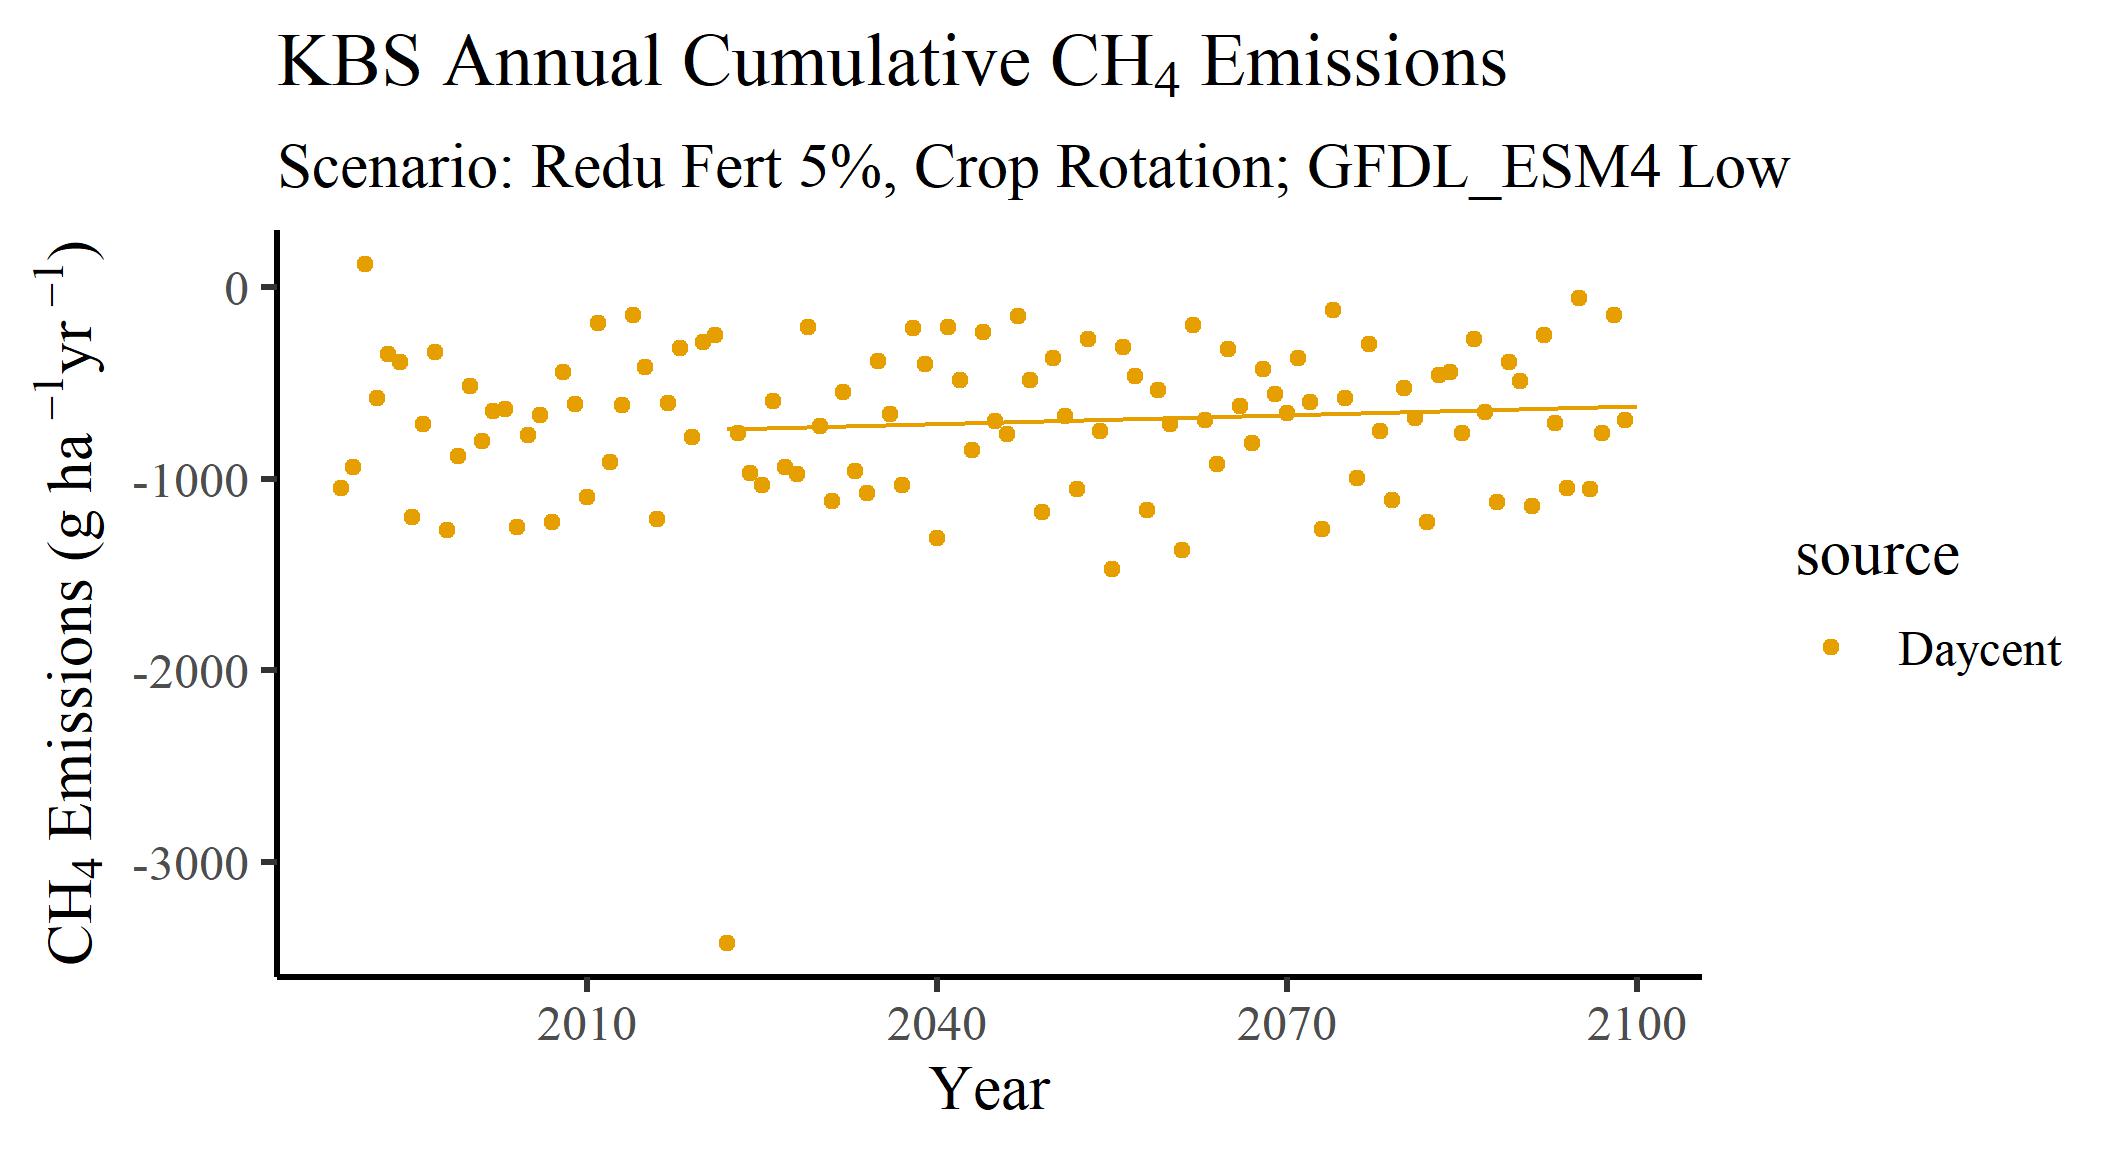 KBS Annual Cumulative CH₄ Emissions
Scenario: Redu Fert 5%, Crop Rotation; GFDL_ESM4 Low
CH₄ Emissions (g ha ⁻¹yr ⁻¹)
0
-1000
-2000
-3000
2010 2040 2070 2100
Year
source
Daycent